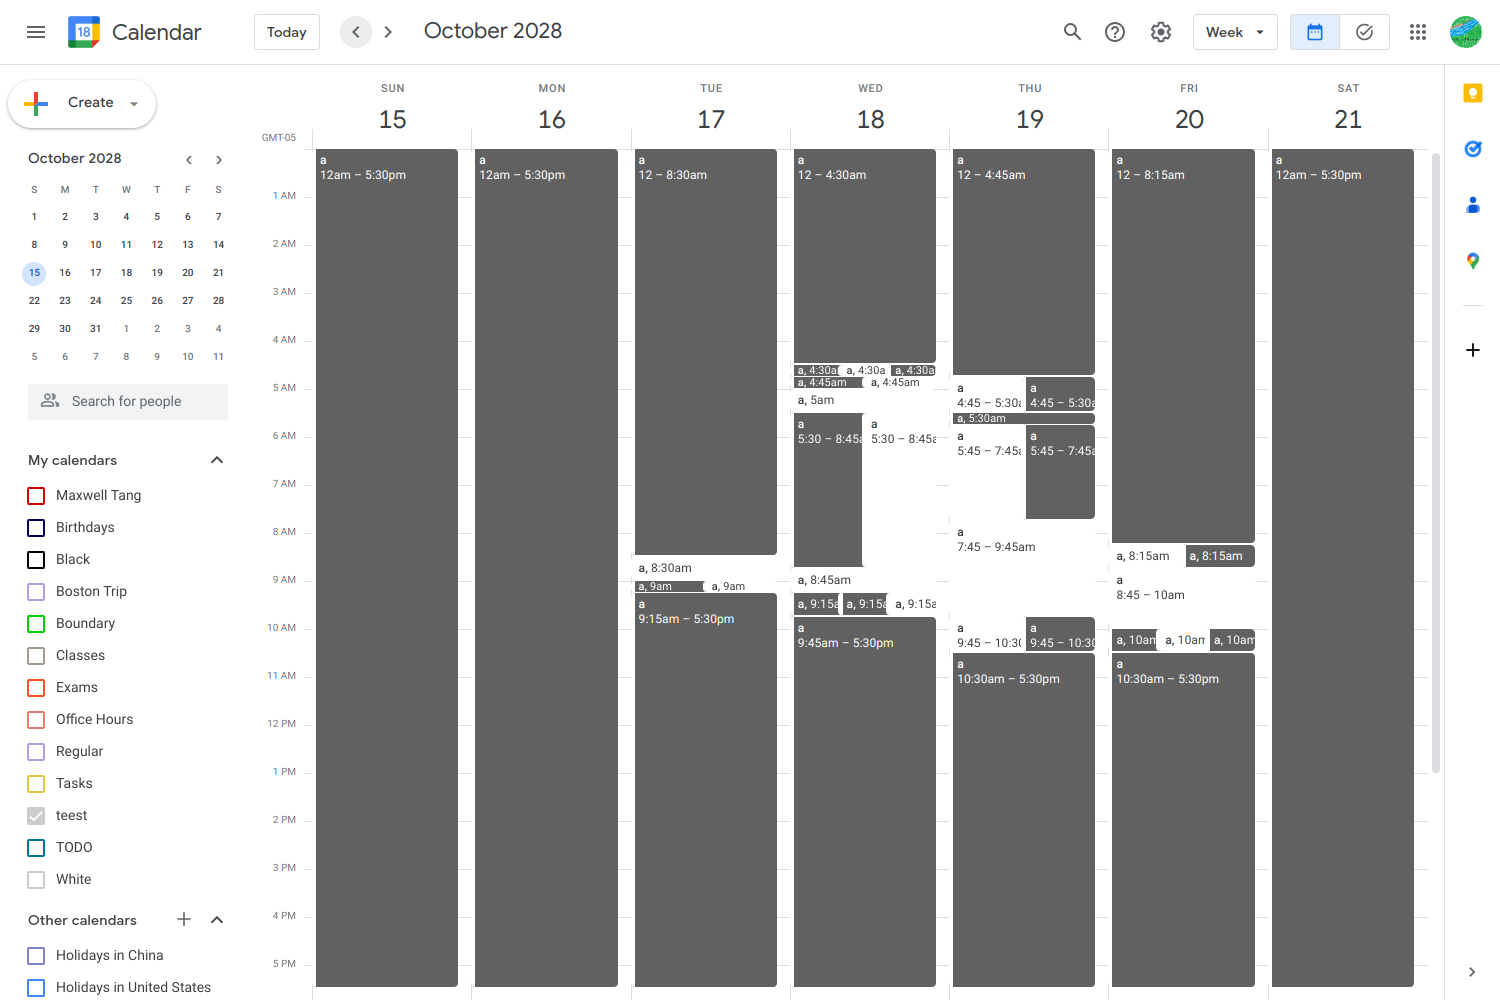 18
Calendar
Today
October 2028
Week
Create
October 2028
S M T W T F S
1 2 3 4 5 6 7
8 9 10 11 12 13 14
15 16 17 18 19 20 21
22 23 24 25 26 27 28
29 30 31 1 2 3 4
5 6 7 8 9 10 11
Search for people
My calendars
Maxwell Tang
Birthdays
Black
Boston Trip
Boundary
Classes
Exams
Office Hours
Regular
Tasks
teest
TODO
White
Other calendars
Holidays in China
Holidays in United States
GMT-05
SUN MON TUE WED THU FRI SAT
15 16 17 18 19 20 21
1 AM
2 AM
3 AM
4 AM
5 AM
6 AM
7 AM
8 AM
9 AM
10 AM
11 AM
12 PM
1 PM
2 PM
3 PM
4 PM
5 PM
a
12am – 5:30pm
a
12am – 5:30pm
a
12 – 8:30am
a, 8:30am
a, 9am
a, 9am
a
9:15am – 5:30pm
a
12 – 4:30am
a, 4:30a
a, 4:30a
a, 4:30a
a, 4:45am
a, 4:45am
a, 5am
a
5:30 – 8:45a
a
5:30 – 8:45a
a, 8:45am
a, 9:15a
a, 9:15a
a, 9:15a
a
9:45am – 5:30pm
a
12 – 4:45am
a
4:45 – 5:30a
a
4:45 – 5:30a
a, 5:30am
a
5:45 – 7:45a
a
5:45 – 7:45a
a
7:45 – 9:45am
a
9:45 – 10:30
a
9:45 – 10:30
a
10:30am – 5:30pm
a
12 – 8:15am
a, 8:15am
a, 8:15am
a
8:45 – 10am
a, 10am
a, 10am
a, 10am
a
10:30am – 5:30pm
a
12am – 5:30pm